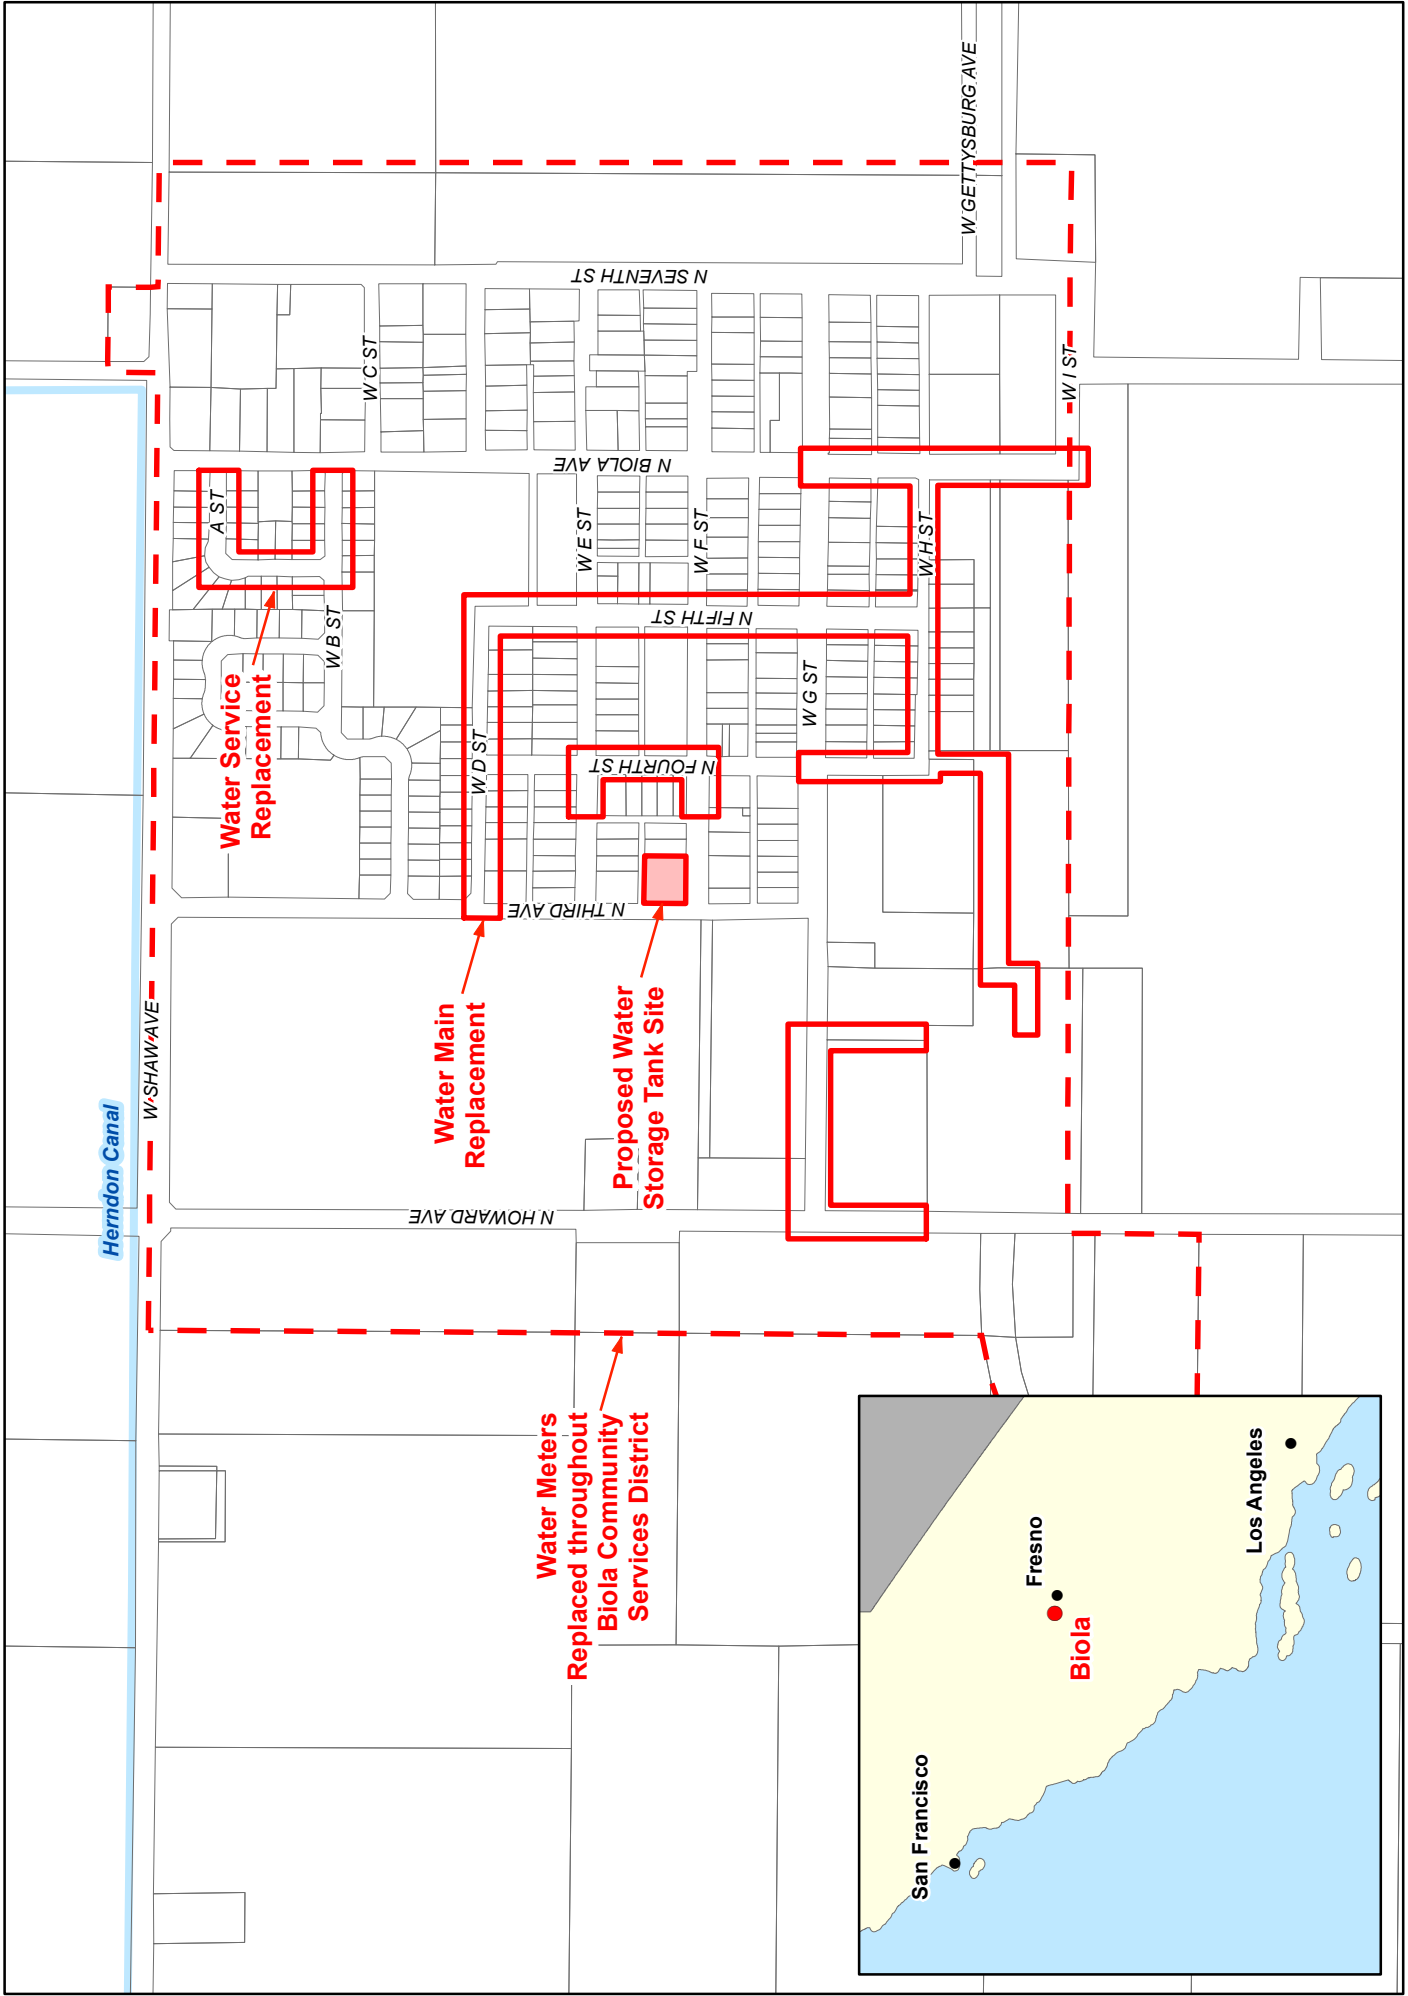 Herndon Canal
W SHAW AVE
A ST
W B ST
W C ST
W D ST
W E ST
W F ST
W G ST
W H ST
W I ST
W GETTYSBURG AVE
N HOWARD AVE
N THIRD AVE
N FOURTH ST
N FIFTH ST
N BIOLA AVE
N SEVENTH ST
Water Service
Replacement
Water Main
Replacement
Proposed Water
Storage Tank Site
Water Meters
Replaced throughout
Biola Community
Services District
San Francisco
Fresno
Biola
Los Angeles